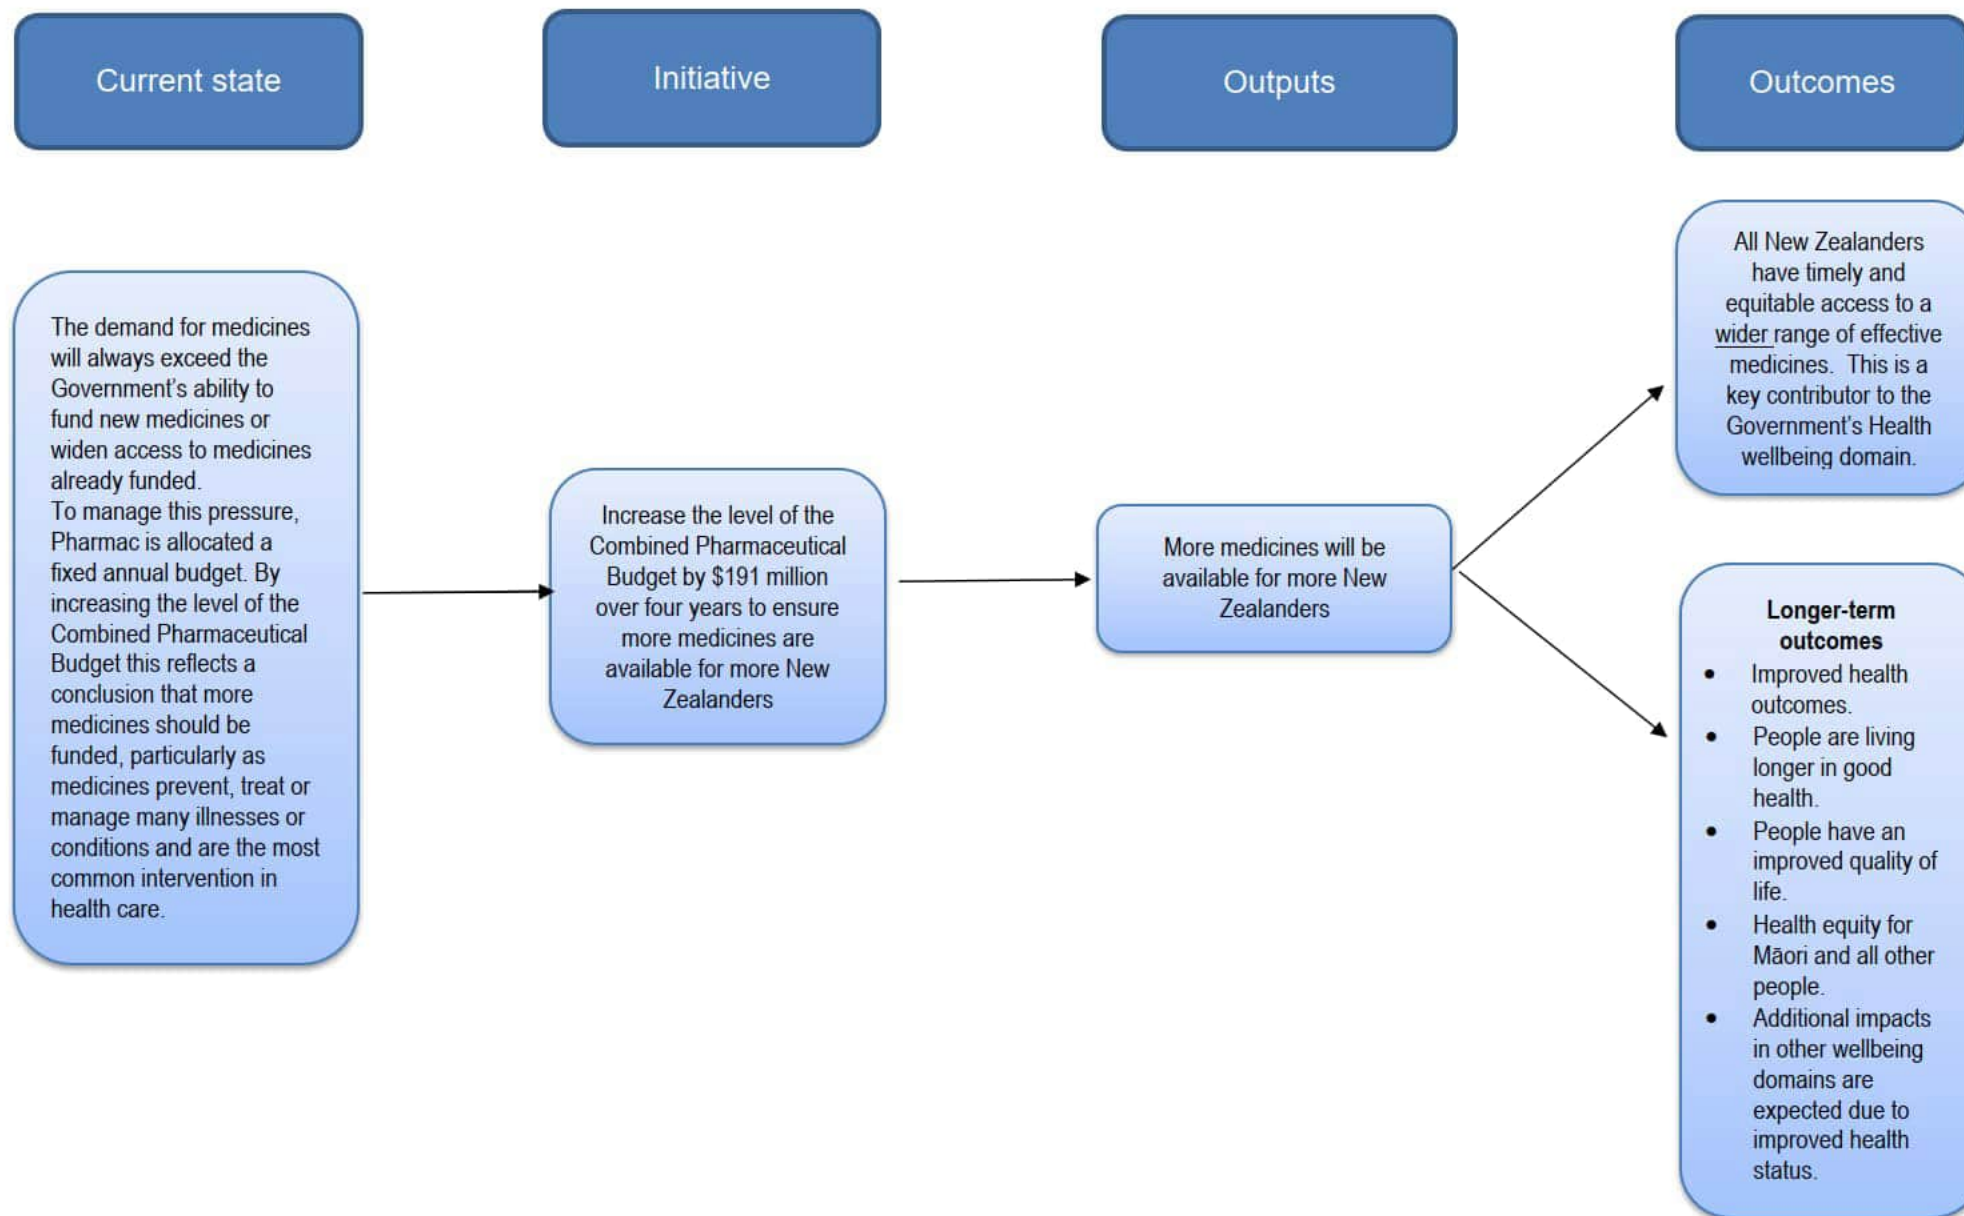 Current state
Initiative
Outputs
Outcomes
The demand for medicines
will always exceed the
Government's ability to
fund new medicines or
widen access to medicines
already funded.
To manage this pressure,
Pharmac is allocated a
fixed annual budget. By
increasing the level of the
Combined Pharmaceutical
Budget this reflects a
conclusion that more
medicines should be
funded, particularly as
medicines prevent, treat or
manage many illnesses or
conditions and are the most
common intervention in
health care.
Increase the level of the
Combined Pharmaceutical
Budget by $191 million
over four years to ensure
more medicines are
available for more New
Zealanders
More medicines will be
available for more New
Zealanders
All New Zealanders
have timely and
equitable access to a
wider range of effective
medicines.  This is a
key contributor to the
Government's Health
wellbeing domain.
Longer-term
outcomes
• Improved health
outcomes.
• People are living
longer in good
health.
• People have an
improved quality of
life.
• Health equity for
Māori and all other
people.
• Additional impacts
in other wellbeing
domains are
expected due to
improved health
status.